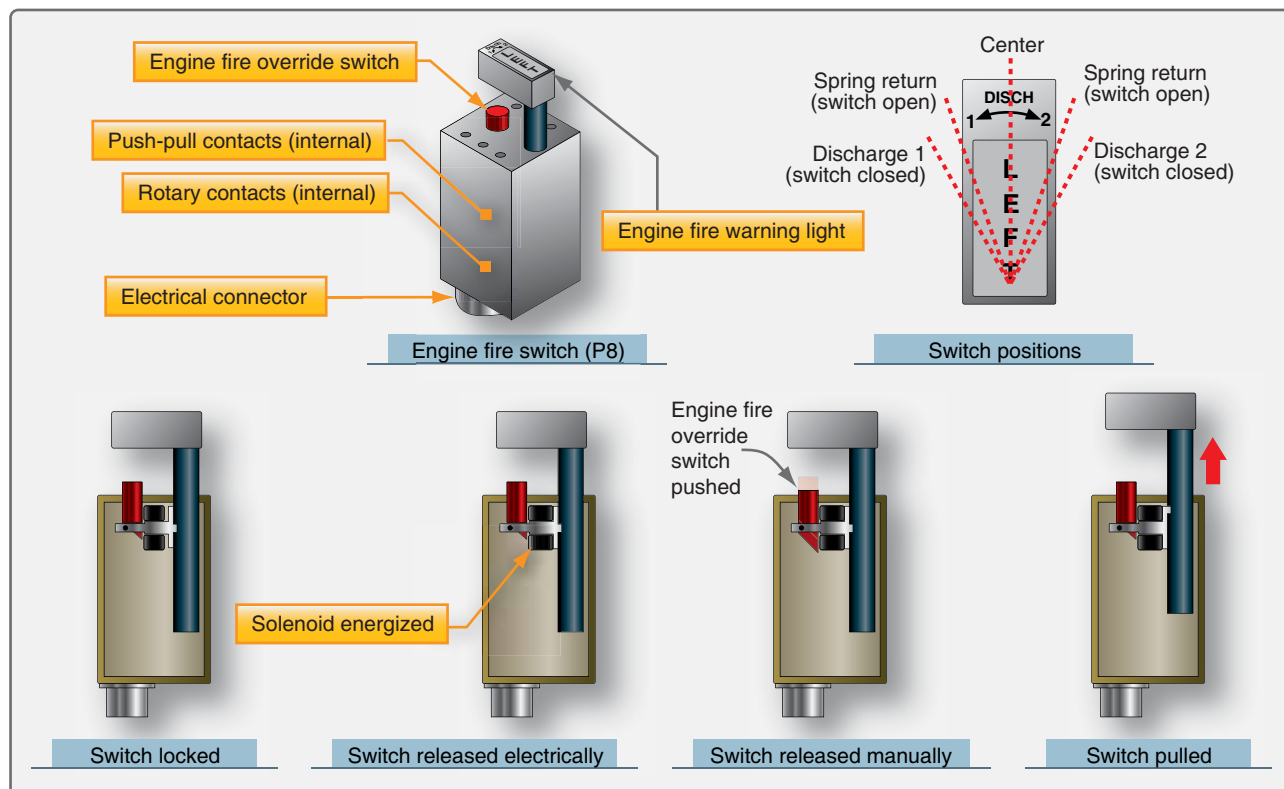 Engine fire override switch
Push-pull contacts (internal)
Rotary contacts (internal)
Electrical connector
LEFT
Engine fire warning light
Engine fire switch (P8)
Center
Spring return
(switch open)
Spring return
(switch open)
DISCH
1
2
Discharge 1
(switch closed)
Discharge 2
(switch closed)
L
E
F
T
Switch positions
Engine fire
override
switch
pushed
Solenoid energized
Switch locked
Switch released electrically
Switch released manually
Switch pulled